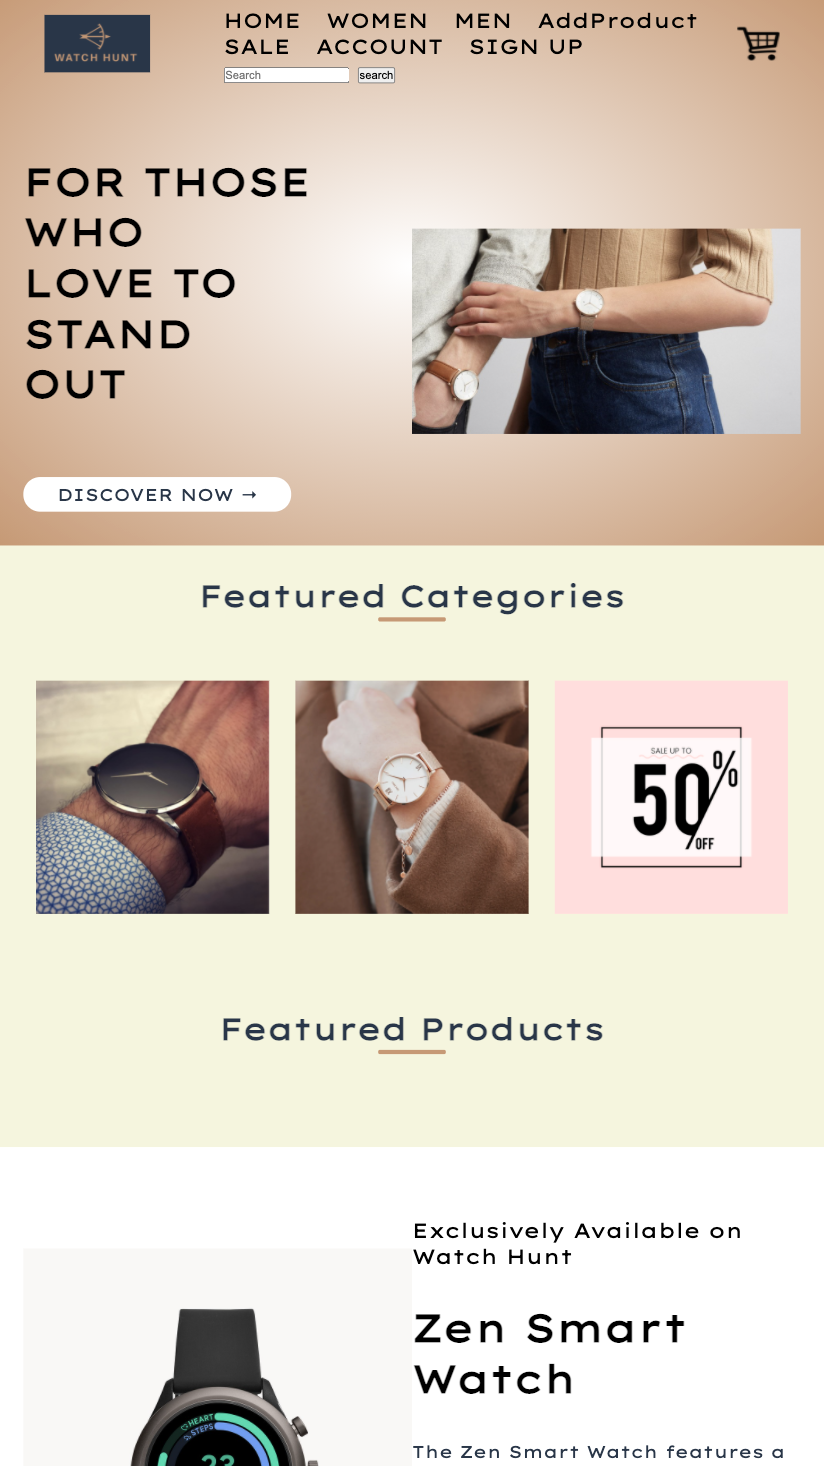 WATCH HUNT
HOME WOMEN MEN AddProduct
SALE ACCOUNT SIGN UP
Search search
FOR THOSE
WHO
LOVE TO
STAND
OUT
DISCOVER NOW →
Featured Categories
SALE UP TO
50%
OFF
Featured Products
Exclusively Available on
Watch Hunt
Zen Smart
Watch
HEART
STEPS
The Zen Smart Watch features a